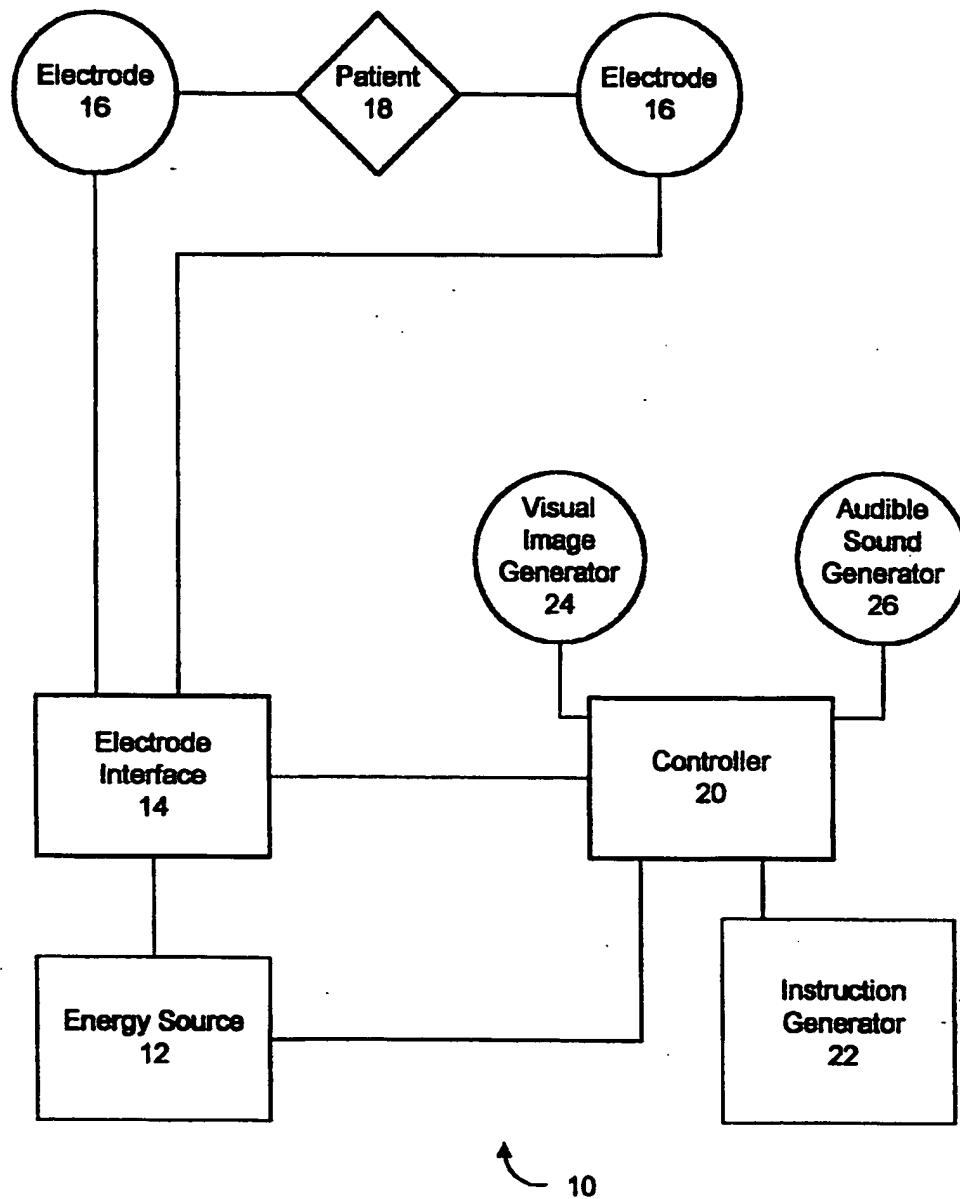 Electrode
16
Patient
18
Electrode
16
Visual
Image
Generator
24
Audible
Sound
Generator
26
Electrode
Interface
14
Controller
20
Energy Source
12
Instruction
Generator
22
10